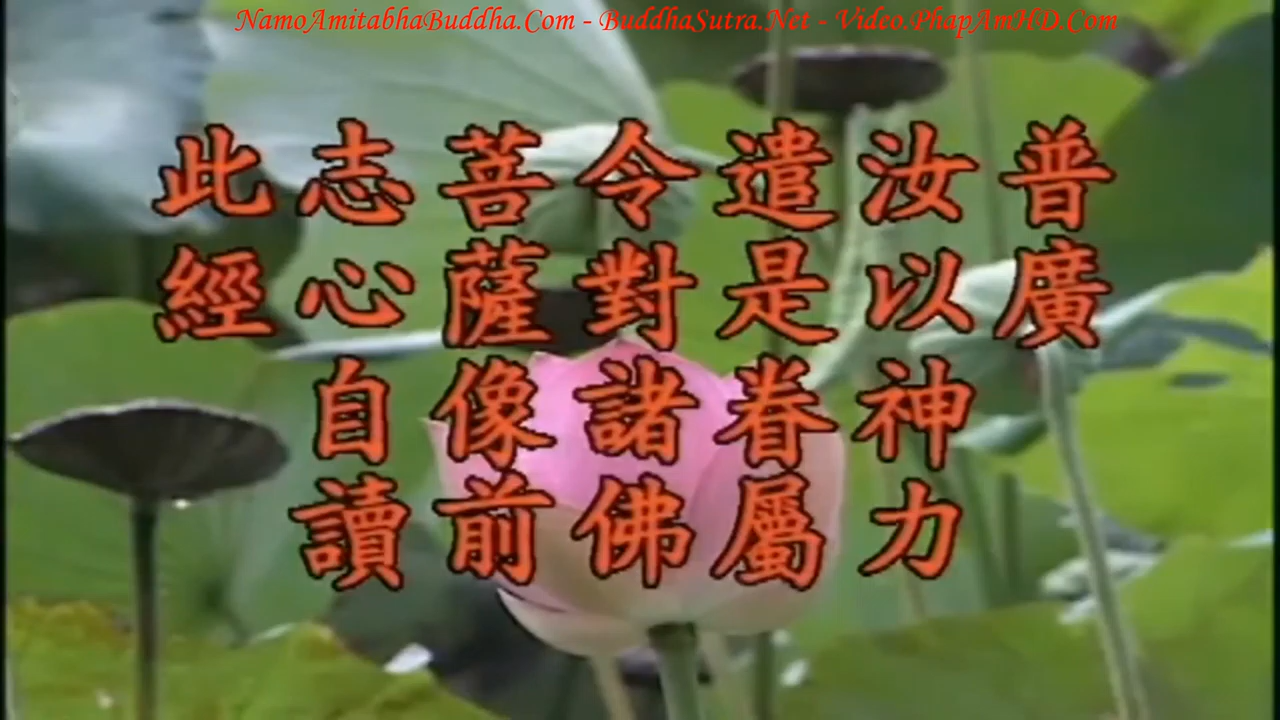 NamoAmitabhaBuddha.Com - BuddhaSutra.Net - Video.PhapAmHD.Com
普廣
汝以神力
遣是眷屬
令對諸佛
菩薩像前
志心自讀
此經